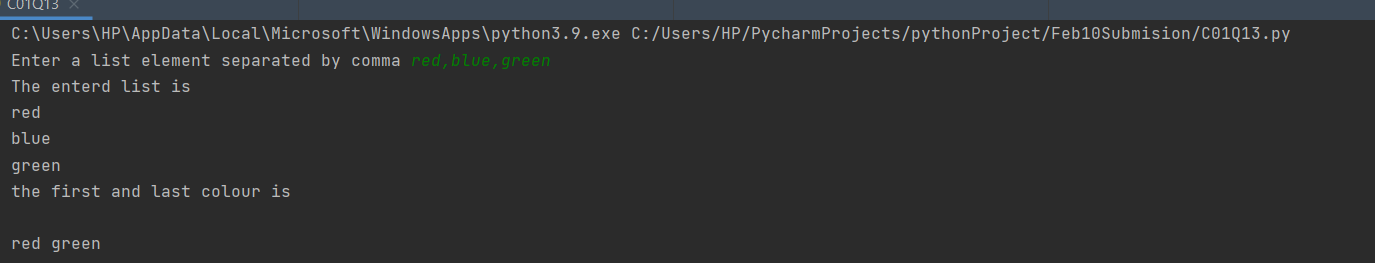 C01Q13 ×
C:\Users\HP\AppData\Local\Microsoft\WindowsApps\python3.9.exe C:/Users/HP/PycharmProjects/pythonProject/Feb10Submision/C01Q13.py
Enter a list element separated by comma red,blue,green
The enterd list is
red
blue
green
the first and last colour is
red green